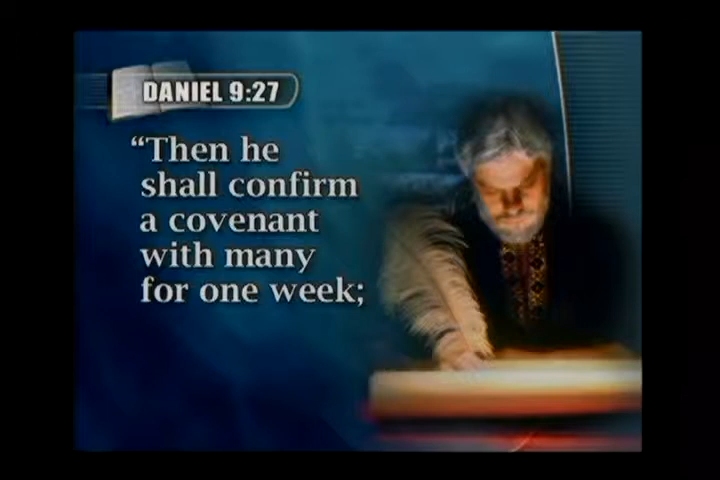 DANIEL 9:27
“Then he
shall confirm
a covenant
with many
for one week;